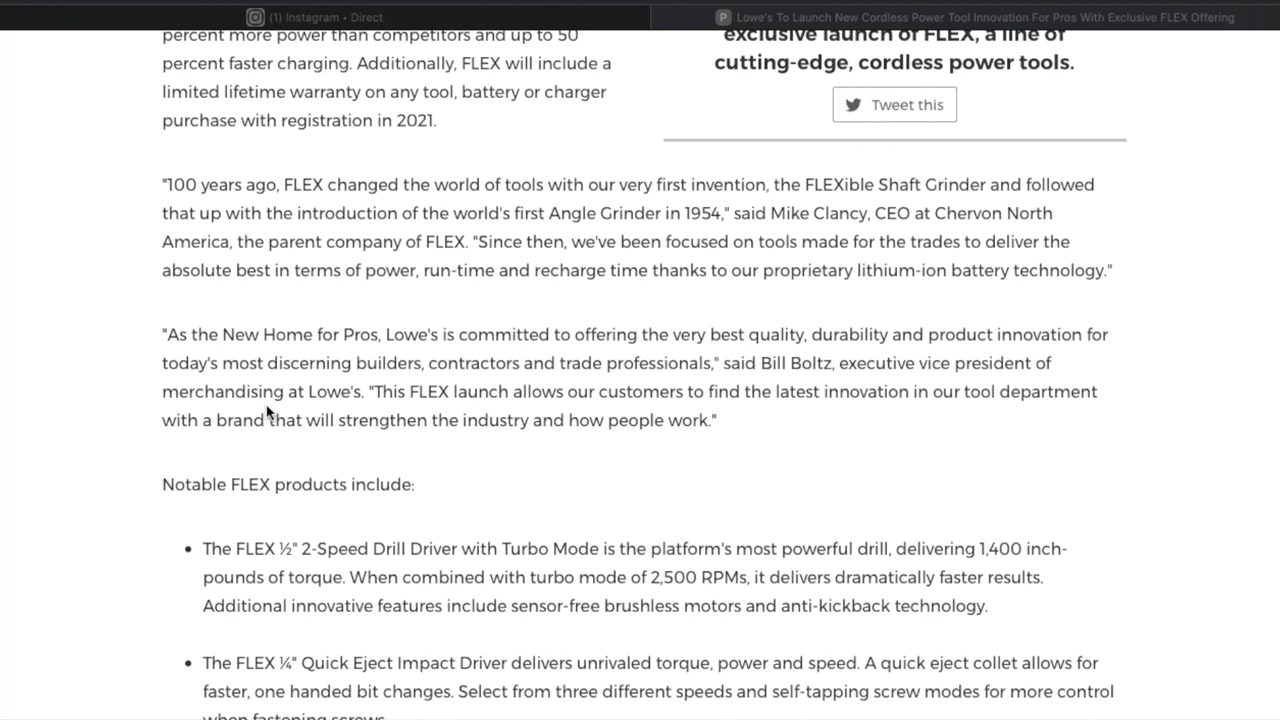 (1) Instagram • Direct
Lowe's To Launch New Cordless Power Tool Innovation For Pros With Exclusive FLEX Offering
percent more power than competitors and up to 50
percent faster charging. Additionally, FLEX will include a
limited lifetime warranty on any tool, battery or charger
purchase with registration in 2021.
exclusive launch of FLEX, a line of
cutting-edge, cordless power tools.
Tweet this
"100 years ago, FLEX changed the world of tools with our very first invention, the FLEXible Shaft Grinder and followed
that up with the introduction of the world's first Angle Grinder in 1954," said Mike Clancy, CEO at Chervon North
America, the parent company of FLEX. "Since then, we've been focused on tools made for the trades to deliver the
absolute best in terms of power, run-time and recharge time thanks to our proprietary lithium-ion battery technology."
"As the New Home for Pros, Lowe's is committed to offering the very best quality, durability and product innovation for
today's most discerning builders, contractors and trade professionals," said Bill Boltz, executive vice president of
merchandising at Lowe's. "This FLEX launch allows our customers to find the latest innovation in our tool department
with a brand that will strengthen the industry and how people work."
Notable FLEX products include:
• The FLEX ½" 2-Speed Drill Driver with Turbo Mode is the platform's most powerful drill, delivering 1,400 inch-
pounds of torque. When combined with turbo mode of 2,500 RPMs, it delivers dramatically faster results.
Additional innovative features include sensor-free brushless motors and anti-kickback technology.
• The FLEX ¼" Quick Eject Impact Driver delivers unrivaled torque, power and speed. A quick eject collet allows for
faster, one handed bit changes. Select from three different speeds and self-tapping screw modes for more control
when fastening screws.